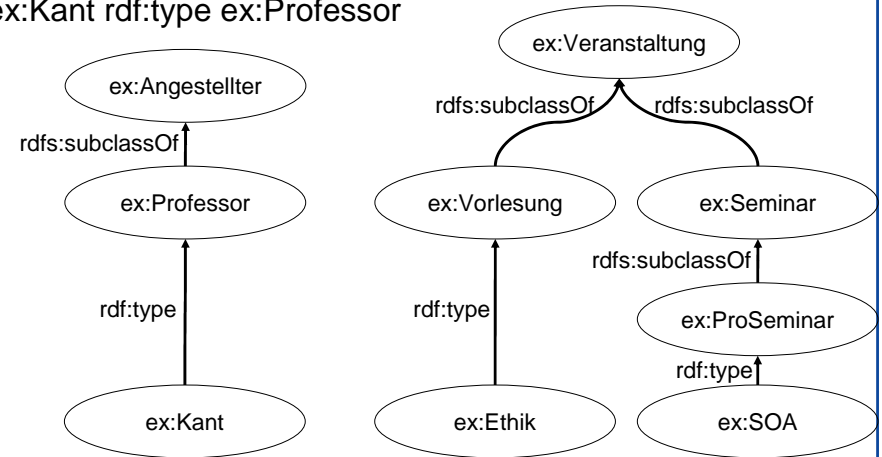 ex:Kant rdf:type ex:Professor
ex:Veranstaltung
ex:Angestellter
rdfs:subclassOf rdfs:subclassOf
rdfs:subclassOf
ex:Professor ex:Vorlesung ex:Seminar
rdfs:subclassOf
rdf:type rdf:type
ex:ProSeminar
rdf:type
ex:Kant ex:Ethik ex:SOA